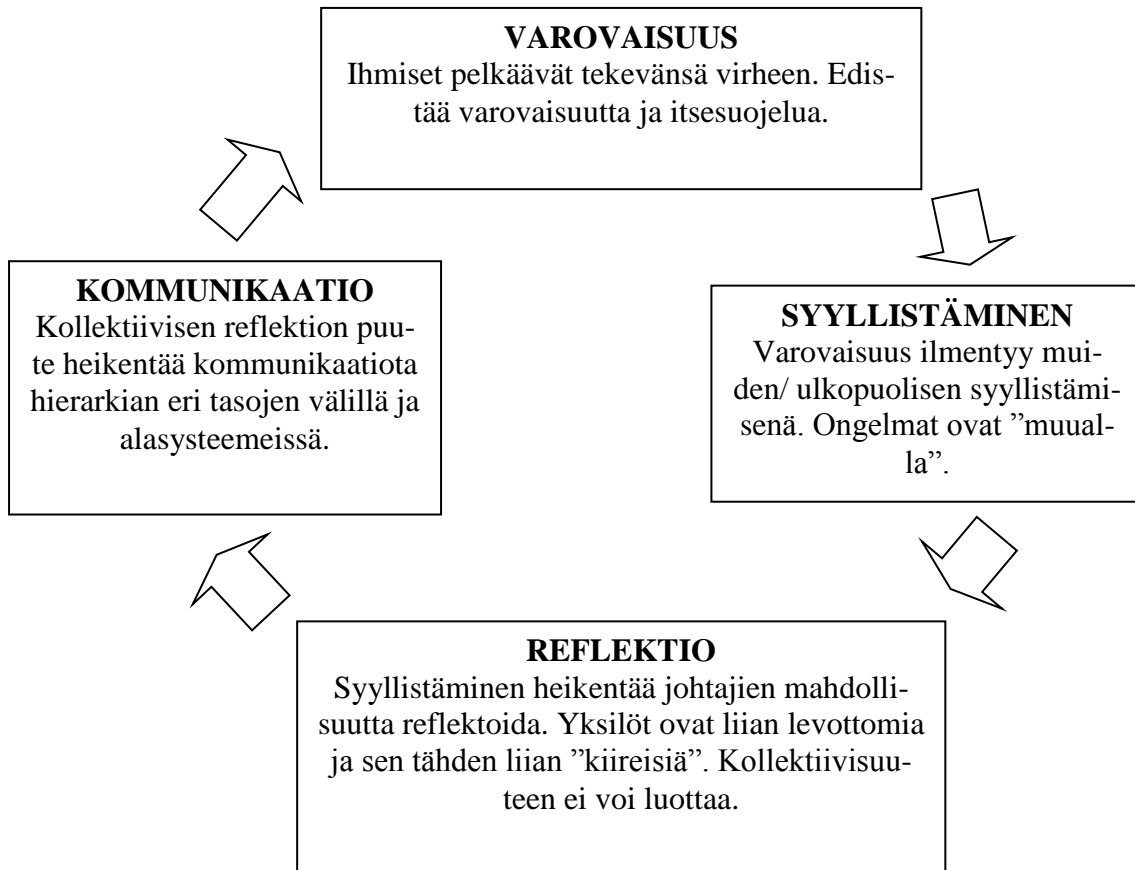 VAROVAISUUS
Ihmiset pelkäävät tekevänsä virheen. Edis-
tää varovaisuutta ja itsesuojelua.
SYYLLISTÄMINEN
Varovaisuus ilmentyy mui-
den/ ulkopuolisen syyllistämi-
senä. Ongelmat ovat ”muual-
la”.
REFLEKTIO
Syyllistäminen heikentää johtajien mahdolli-
suutta reflektoida. Yksilöt ovat liian levottomia
ja sen tähden liian ”kiireisiä”. Kollektiivisuu-
teen ei voi luottaa.
KOMMUNIKAATIO
Kollektiivisen reflektion puu-
te heikentää kommunikaatiota
hierarkian eri tasojen välillä ja
alasysteemeissä.